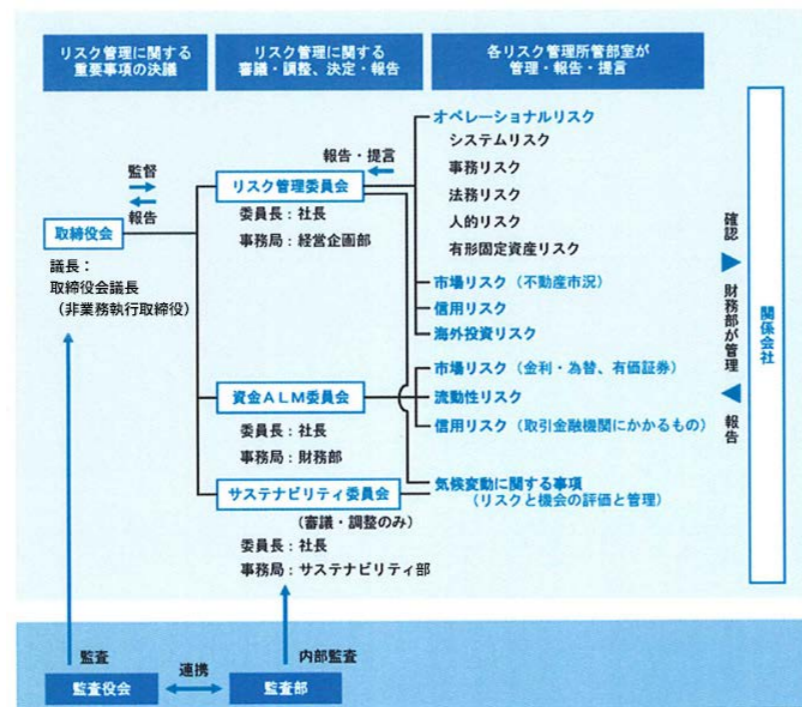 リスク管理に関する
重要事項の決議
リスク管理に関する
審議・調整、決定・報告
各リスク管理所管部室が
管理・報告・提言
監督
報告
取締役会
議長：
取締役会議長
（非業務執行取締役）
報告・提言
リスク管理委員会
委員長：社長
事務局：経営企画部
オペレーショナルリスク
システムリスク
事務リスク
法務リスク
人的リスク
有形固定資産リスク
市場リスク（不動産市況）
信用リスク
海外投資リスク
資金ALM委員会
委員長：社長
事務局：財務部
市場リスク（金利・為替、有価証券）
流動性リスク
信用リスク（取引金融機関にかかるもの）
サステナビリティ委員会
（審議・調整のみ）
委員長：社長
事務局：サステナビリティ部
気候変動に関する事項
（リスクと機会の評価と管理）
確認
財務部が管理
報告
関係会社
監査
内部監査
監査役会
連携
監査部